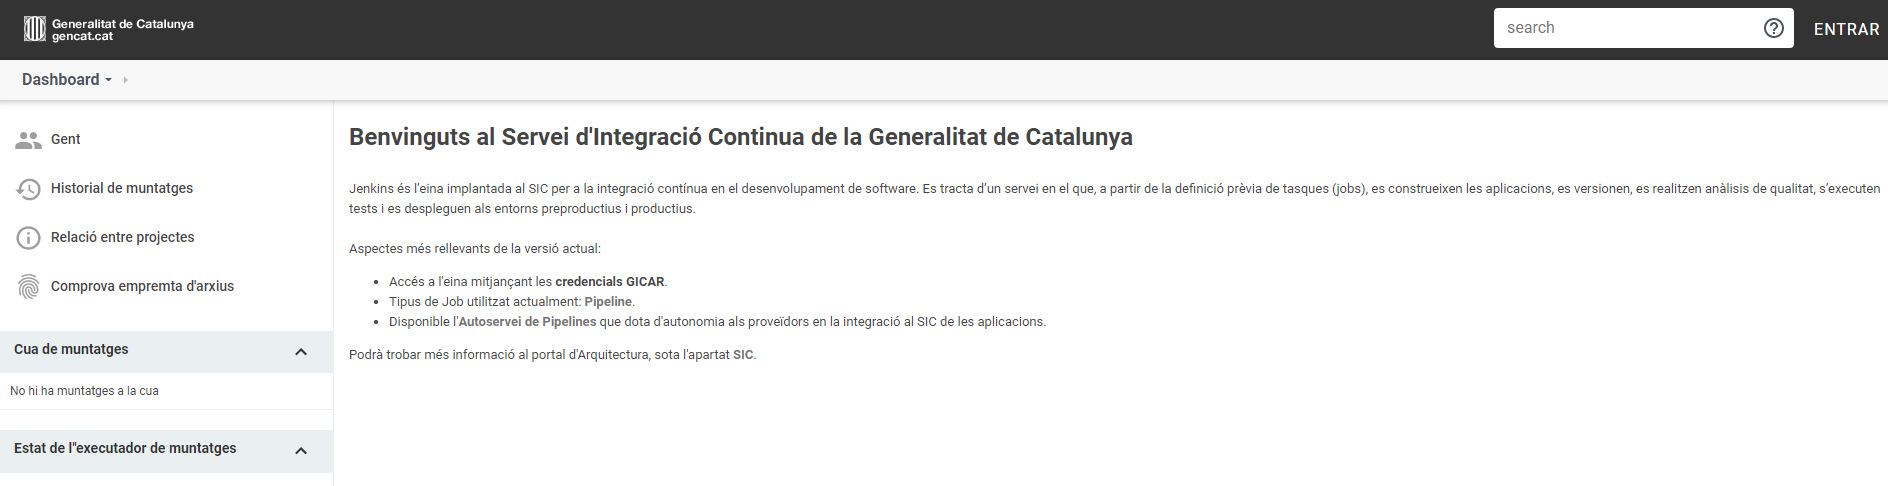 Generalitat de Catalunya
gencat.cat
search
ENTRAR
Dashboard
Gent
Historial de muntatges
Relació entre projectes
Comprova empremta d'arxius
Cua de muntatges
No hi ha muntatges a la cua
Estat de l''executador de muntatges
Benvinguts al Servei d'Integració Continua de la Generalitat de Catalunya
Jenkins és l’eina implantada al SIC per a la integració contínua en el desenvolupament de software. Es tracta d’un servei en el que, a partir de la definició prèvia de tasques (jobs), es construeixen les aplicacions, es versionen, es realitzen anàlisis de qualitat, s’executen
tests i es despleguen als entorns preproductius i productius.
Aspectes més rellevants de la versió actual:
• Accés a l'eina mitjançant les credencials GICAR.
• Tipus de Job utilitzat actualment: Pipeline.
• Disponible l'Autoservei de Pipelines que dota d'autonomia als proveïdors en la integració al SIC de les aplicacions.
Podrà trobar més informació al portal d'Arquitectura, sota l'apartat SIC.